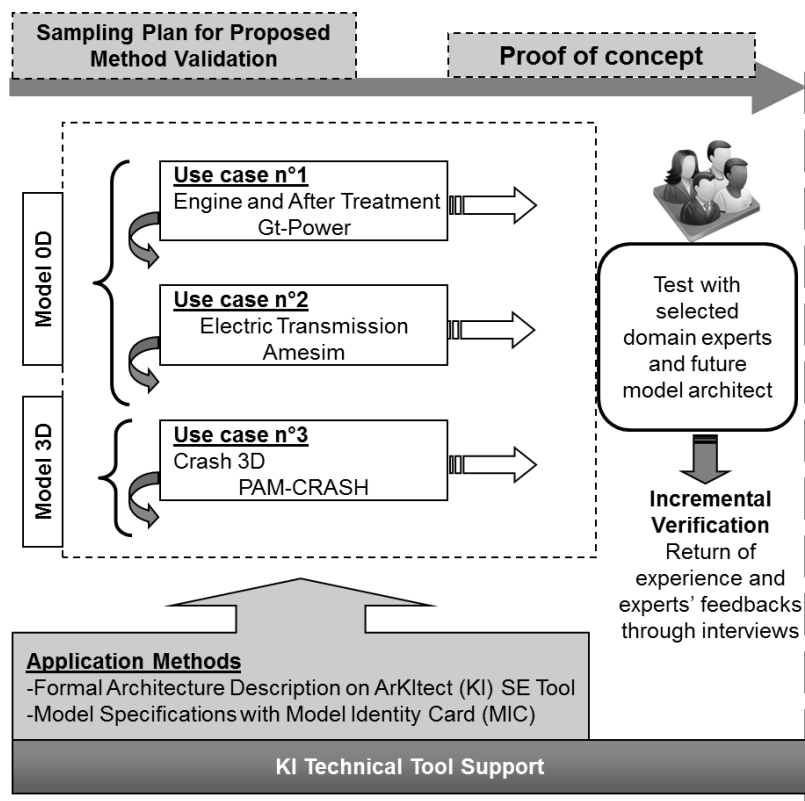 Sampling Plan for Proposed
Method Validation
Proof of concept
Model 0D
Use case n°1
Engine and After Treatment
Gt-Power
Use case n°2
Electric Transmission
Amesim
Model 3D
Use case n°3
Crash 3D
PAM-CRASH
Test with
selected
domain experts
and future
model architect
Incremental
Verification
Return of
experience and
experts’ feedbacks
through interviews
Application Methods
-Formal Architecture Description on ArKItect (KI) SE Tool
-Model Specifications with Model Identity Card (MIC)
KI Technical Tool Support